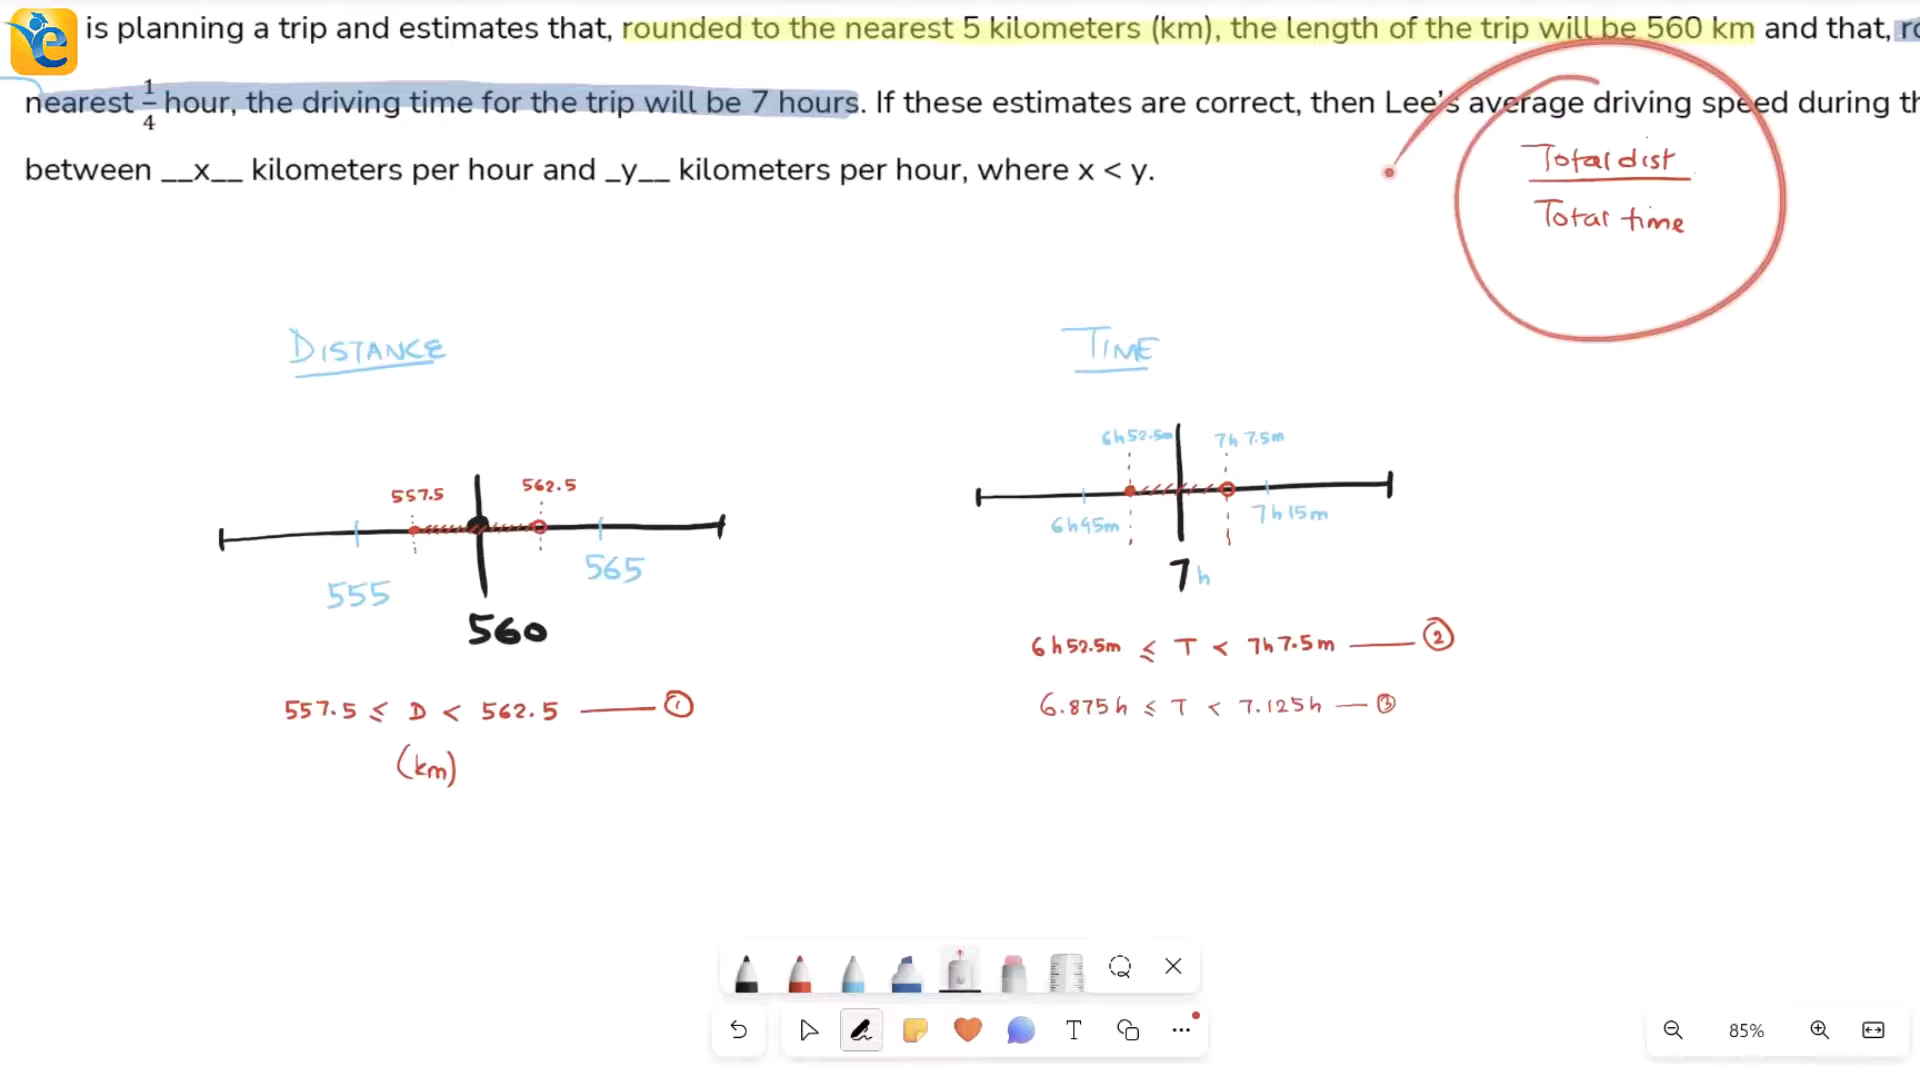 is planning a trip and estimates that, rounded to the nearest 5 kilometers (km), the length of the trip will be 560 km and that, ro
nearest 1/4 hour, the driving time for the trip will be 7 hours. If these estimates are correct, then Lee's average driving speed during th
between __x__ kilometers per hour and _y__ kilometers per hour, where x < y.
Total dist
Total time
DISTANCE
TIME
6h52.5m
7h 7.5m
557.5
562.5
6h45m
7h15m
555
565
7h
560
6h52.5m ≤ T < 7h7.5m —— ②
557.5 ≤ D < 562.5 —— ①
6.875h ≤ T < 7.125h — ③
(km)
T
85%